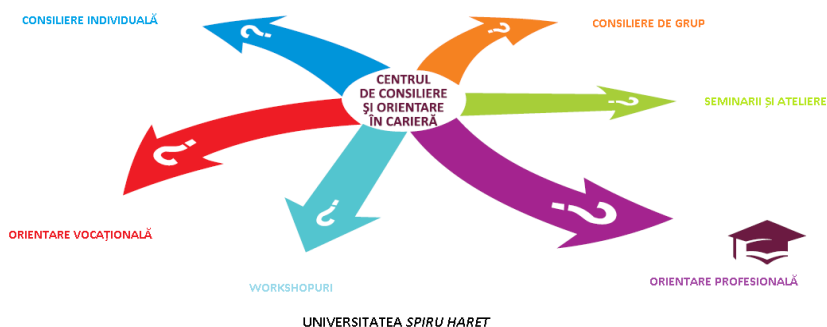 CONSILIERE INDIVIDUALĂ
CONSILIERE DE GRUP
CENTRUL
DE CONSILIERE
ȘI ORIENTARE
ÎN CARIERĂ
SEMINARII ȘI ATELIERE
ORIENTARE VOCAȚIONALĂ
WORKSHOPURI
ORIENTARE PROFESIONALĂ
UNIVERSITATEA SPIRU HARET
?
?
?
?
?
?